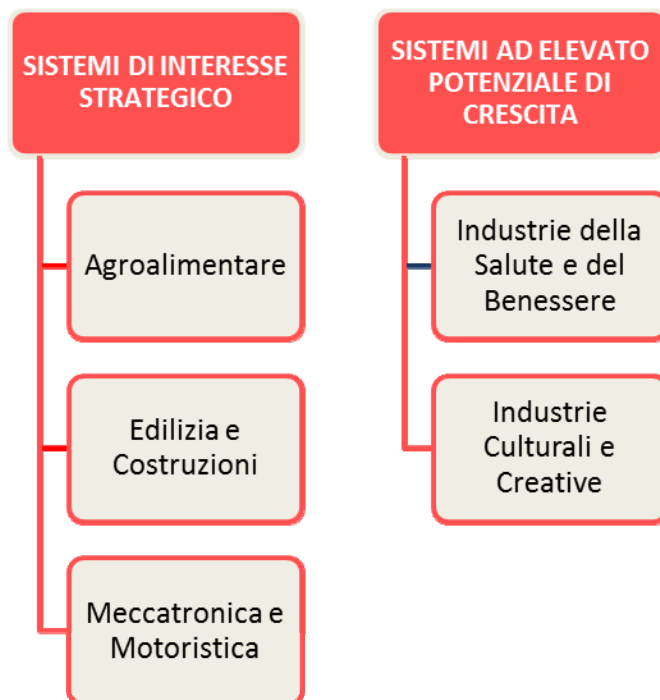 SISTEMI DI INTERESSE
STRATEGICO
Agroalimentare
Edilizia e
Costruzioni
Meccatronica e
Motoristica
SISTEMI AD ELEVATO
POTENZIALE DI
CRESCITA
Industrie della
Salute e del
Benessere
Industrie
Culturali e
Creative